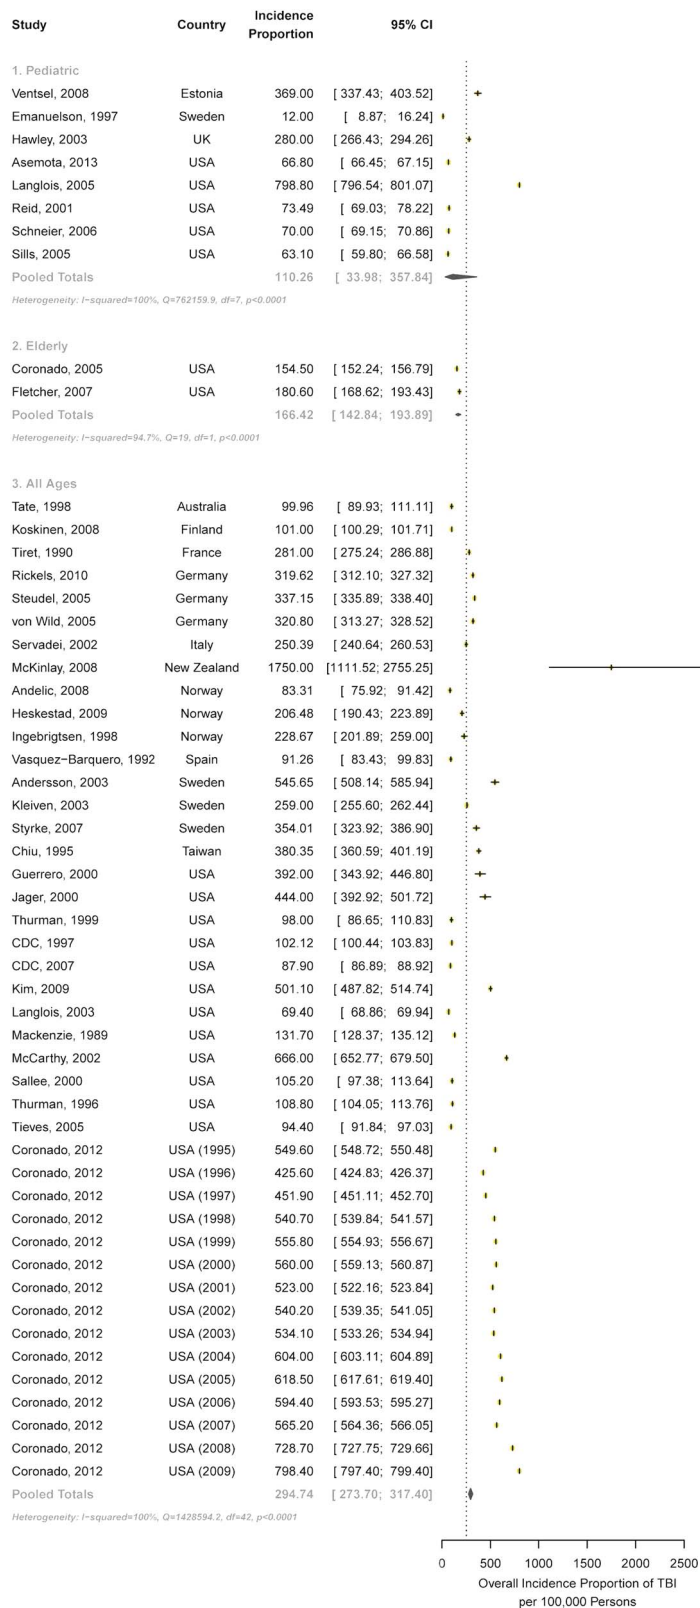 Study Country Incidence Proportion 95% CI
1. Pediatric
Ventsel, 2008 Estonia 369.00 [ 337.43; 403.52]
Emanuelson, 1997 Sweden 12.00 [ 8.87; 16.24]
Hawley, 2003 UK 280.00 [ 266.43; 294.26]
Asemota, 2013 USA 66.80 [ 66.45; 67.15]
Langlois, 2005 USA 798.80 [ 796.54; 801.07]
Reid, 2001 USA 73.49 [ 69.03; 78.22]
Schneier, 2006 USA 70.00 [ 69.15; 70.86]
Sills, 2005 USA 63.10 [ 59.80; 66.58]
Pooled Totals 110.26 [ 33.98; 357.84]
Heterogeneity: I−squared=100%, Q=762159.9, df=7, p<0.0001
2. Elderly
Coronado, 2005 USA 154.50 [ 152.24; 156.79]
Fletcher, 2007 USA 180.60 [ 168.62; 193.43]
Pooled Totals 166.42 [ 142.84; 193.89]
Heterogeneity: I−squared=94.7%, Q=19, df=1, p<0.0001
3. All Ages
Tate, 1998 Australia 99.96 [ 89.93; 111.11]
Koskinen, 2008 Finland 101.00 [ 100.29; 101.71]
Tiret, 1990 France 281.00 [ 275.24; 286.88]
Rickels, 2010 Germany 319.62 [ 312.10; 327.32]
Steudel, 2005 Germany 337.15 [ 335.89; 338.40]
von Wild, 2005 Germany 320.80 [ 313.27; 328.52]
Servadei, 2002 Italy 250.39 [ 240.64; 260.53]
McKinlay, 2008 New Zealand 1750.00 [1111.52; 2755.25]
Andelic, 2008 Norway 83.31 [ 75.92; 91.42]
Heskestad, 2009 Norway 206.48 [ 190.43; 223.89]
Ingebrigtsen, 1998 Norway 228.67 [ 201.89; 259.00]
Vasquez−Barquero, 1992 Spain 91.26 [ 83.43; 99.83]
Andersson, 2003 Sweden 545.65 [ 508.14; 585.94]
Kleiven, 2003 Sweden 259.00 [ 255.60; 262.44]
Styrke, 2007 Sweden 354.01 [ 323.92; 386.90]
Chiu, 1995 Taiwan 380.35 [ 360.59; 401.19]
Guerrero, 2000 USA 392.00 [ 343.92; 446.80]
Jager, 2000 USA 444.00 [ 392.92; 501.72]
Thurman, 1999 USA 98.00 [ 86.65; 110.83]
CDC, 1997 USA 102.12 [ 100.44; 103.83]
CDC, 2007 USA 87.90 [ 86.89; 88.92]
Kim, 2009 USA 501.10 [ 487.82; 514.74]
Langlois, 2003 USA 69.40 [ 68.86; 69.94]
Mackenzie, 1989 USA 131.70 [ 128.37; 135.12]
McCarthy, 2002 USA 666.00 [ 652.77; 679.50]
Sallee, 2000 USA 105.20 [ 97.38; 113.64]
Thurman, 1996 USA 108.80 [ 104.05; 113.76]
Tieves, 2005 USA 94.40 [ 91.84; 97.03]
Coronado, 2012 USA (1995) 549.60 [ 548.72; 550.48]
Coronado, 2012 USA (1996) 425.60 [ 424.83; 426.37]
Coronado, 2012 USA (1997) 451.90 [ 451.11; 452.70]
Coronado, 2012 USA (1998) 540.70 [ 539.84; 541.57]
Coronado, 2012 USA (1999) 555.80 [ 554.93; 556.67]
Coronado, 2012 USA (2000) 560.00 [ 559.13; 560.87]
Coronado, 2012 USA (2001) 523.00 [ 522.16; 523.84]
Coronado, 2012 USA (2002) 540.20 [ 539.35; 541.05]
Coronado, 2012 USA (2003) 534.10 [ 533.26; 534.94]
Coronado, 2012 USA (2004) 604.00 [ 603.11; 604.89]
Coronado, 2012 USA (2005) 618.50 [ 617.61; 619.40]
Coronado, 2012 USA (2006) 594.40 [ 593.53; 595.27]
Coronado, 2012 USA (2007) 565.20 [ 564.36; 566.05]
Coronado, 2012 USA (2008) 728.70 [ 727.75; 729.66]
Coronado, 2012 USA (2009) 798.40 [ 797.40; 799.40]
Pooled Totals 294.74 [ 273.70; 317.40]
Heterogeneity: I−squared=100%, Q=1428594.2, df=42, p<0.0001
0 500 1000 1500 2000 2500
Overall Incidence Proportion of TBI
per 100,000 Persons